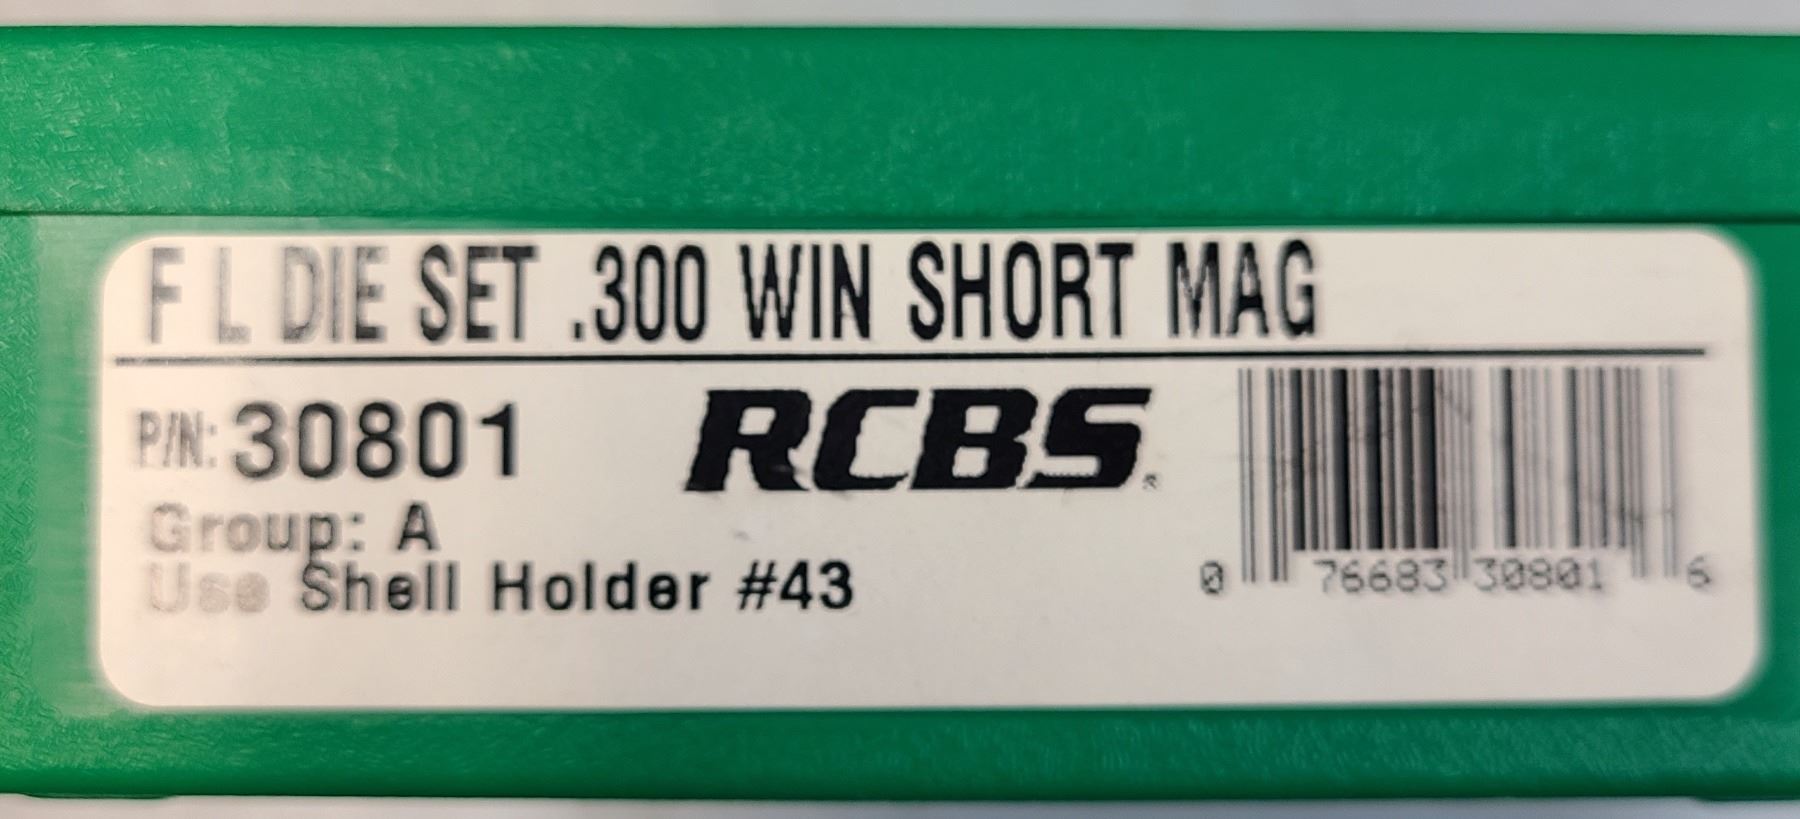 F L DIE SET .300 WIN SHORT MAG
P/N: 30801
RCBS®
Group: A
Use Shell Holder #43
0 76683 30801 6